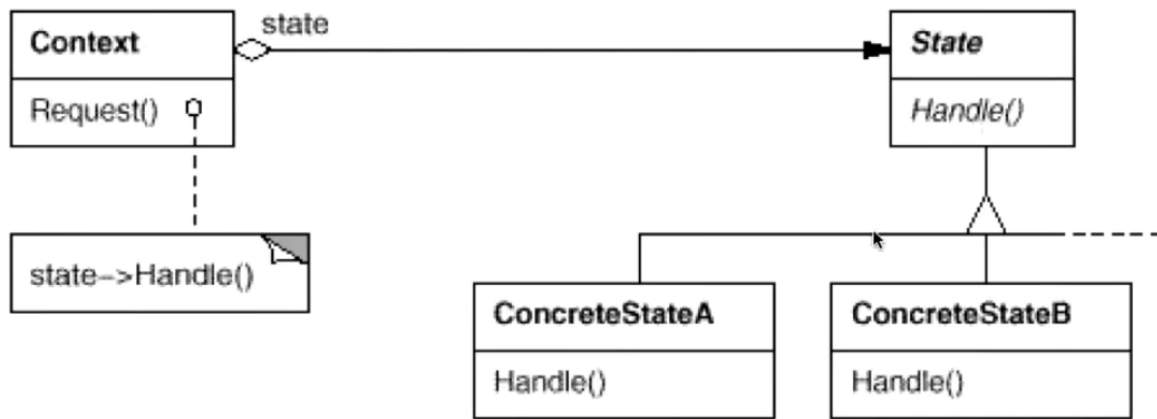 state
Context
State
Request()
Handle()
state–>Handle()
ConcreteStateA
ConcreteStateB
Handle()
Handle()